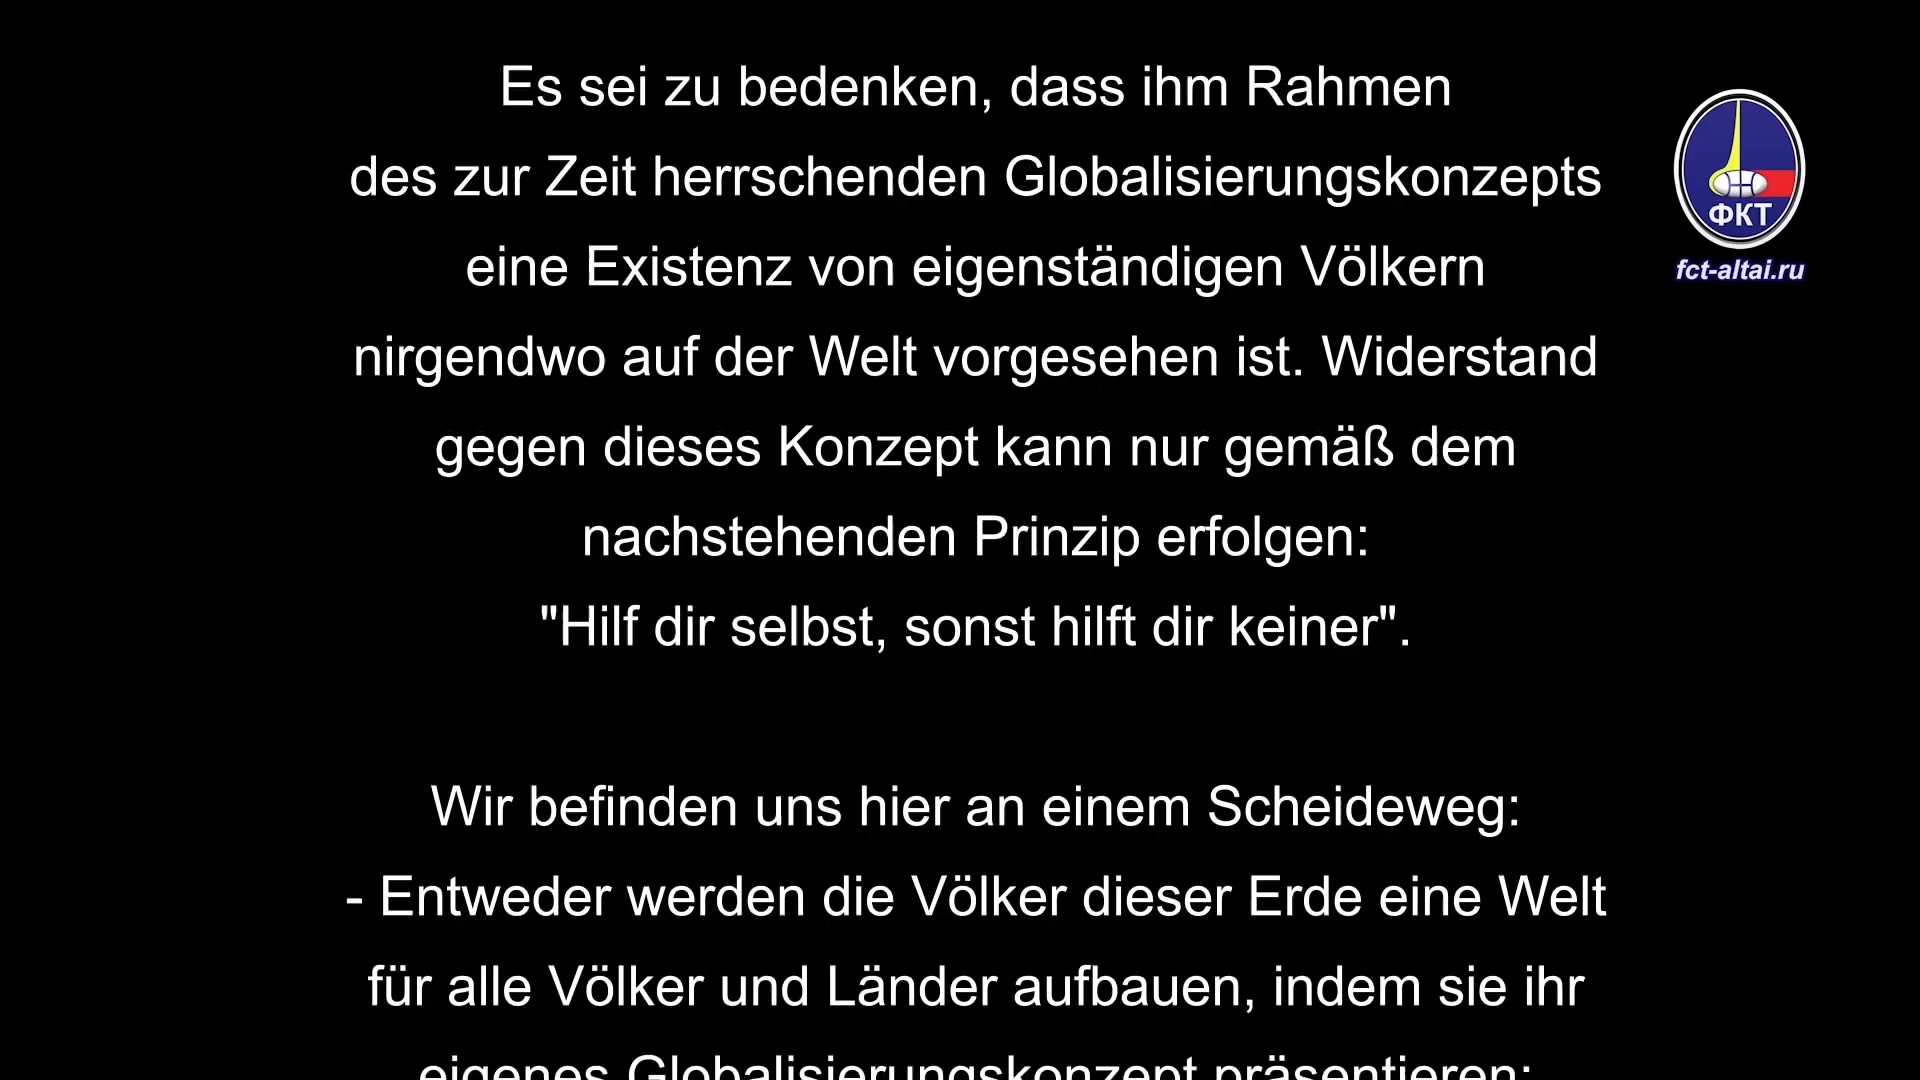 Es sei zu bedenken, dass ihm Rahmen
des zur Zeit herrschenden Globalisierungskonzepts
eine Existenz von eigenständigen Völkern
nirgendwo auf der Welt vorgesehen ist. Widerstand
gegen dieses Konzept kann nur gemäß dem
nachstehenden Prinzip erfolgen:
"Hilf dir selbst, sonst hilft dir keiner".
Wir befinden uns hier an einem Scheideweg:
- Entweder werden die Völker dieser Erde eine Welt
für alle Völker und Länder aufbauen, indem sie ihr
eigenes Globalisierungskonzept präsentieren;
ФКТ
fct-altai.ru